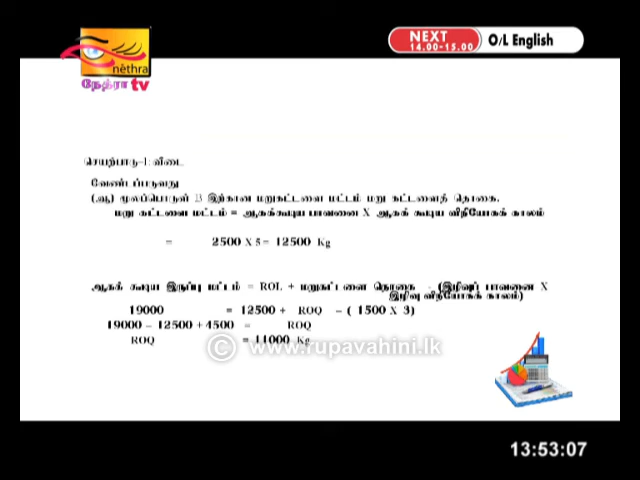 NEXT
14.00-15.00
O/L English
nethra
நேத்ரா tv
செயற்பாடு-1: விடை
வேண்டப்படுவது
(ஆ) மூலப்பொருள் B இற்கான மறுகட்டளை மட்டம் மறு கட்டளைத் தொகை.
மறு கட்டளை மட்டம் = ஆகக்கூடிய பாவனை X ஆகக் கூடிய விநியோகக் காலம்
= 2500 X 5 = 12500 Kg
ஆகக் கூடிய இருப்பு மட்டம் = ROL + மறுகட்டளை தொகை - (இழிவுப் பாவனை X
இழிவு விநியோகக் காலம்)
19000 = 12500 + ROQ - ( 1500 X 3)
19000 - 12500 + 4500 = ROQ
ROQ = 11000 Kg
© www.rupavahini.lk
13:53:07